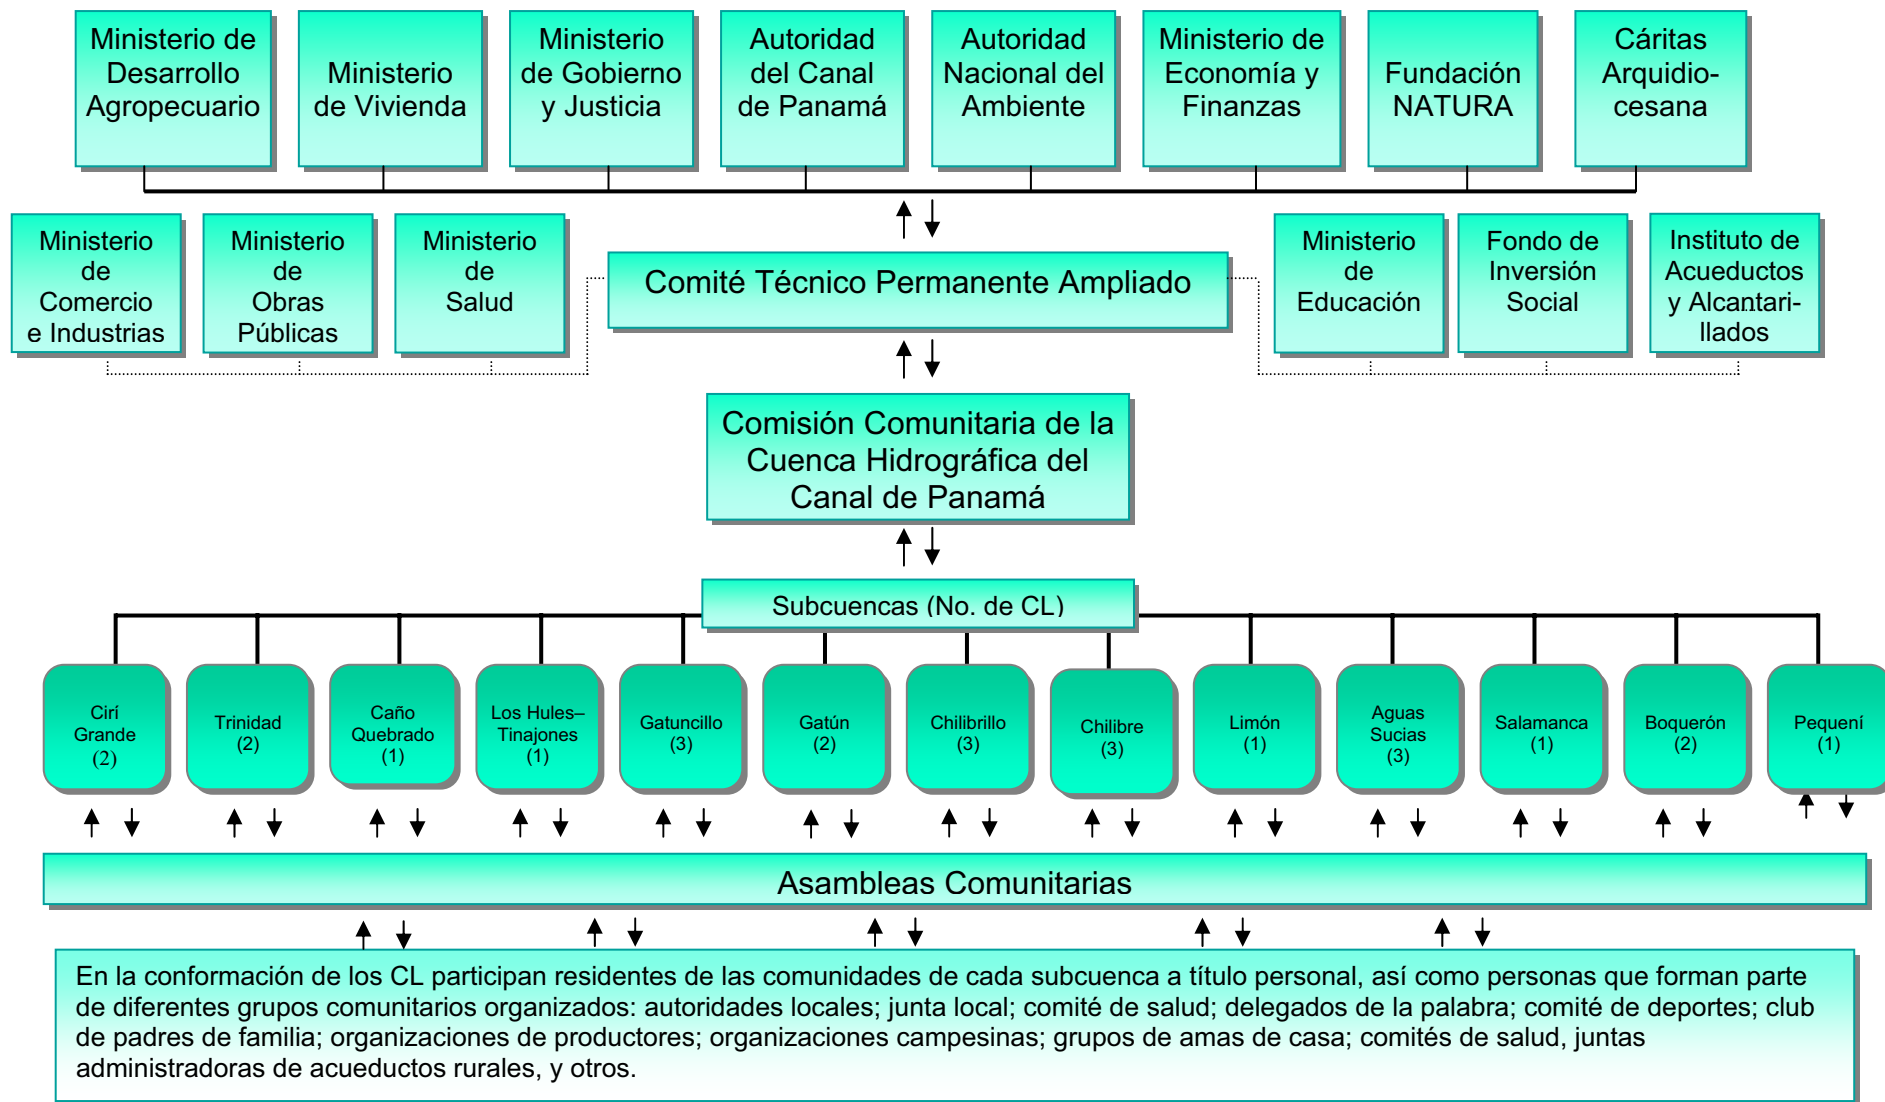 Ministerio de
Desarrollo
Agropecuario
Ministerio
de Vivienda
Ministerio
de Gobierno
y Justicia
Autoridad
del Canal
de Panamá
Autoridad
Nacional del
Ambiente
Ministerio de
Economía y
Finanzas
Fundación
NATURA
Cáritas
Arquidio-
cesana
Ministerio
de
Comercio
e Industrias
Ministerio
de
Obras
Públicas
Ministerio
de
Salud
Comité Técnico Permanente Ampliado
Ministerio
de
Educación
Fondo de
Inversión
Social
Instituto de
Acueductos
y Alcantari-
llados
Comisión Comunitaria de la
Cuenca Hidrográfica del
Canal de Panamá
Subcuencas (No. de CL)
Cirí
Grande
(2)
Trinidad
(2)
Caño
Quebrado
(1)
Los Hules–
Tinajones
(1)
Gatuncillo
(3)
Gatún
(2)
Chilibrillo
(3)
Chilibre
(3)
Limón
(1)
Aguas
Sucias
(3)
Salamanca
(1)
Boquerón
(2)
Pequení
(1)
Asambleas Comunitarias
En la conformación de los CL participan residentes de las comunidades de cada subcuenca a título personal, así como personas que forman parte
de diferentes grupos comunitarios organizados: autoridades locales; junta local; comité de salud; delegados de la palabra; comité de deportes; club
de padres de familia; organizaciones de productores; organizaciones campesinas; grupos de amas de casa; comités de salud, juntas
administradoras de acueductos rurales, y otros.